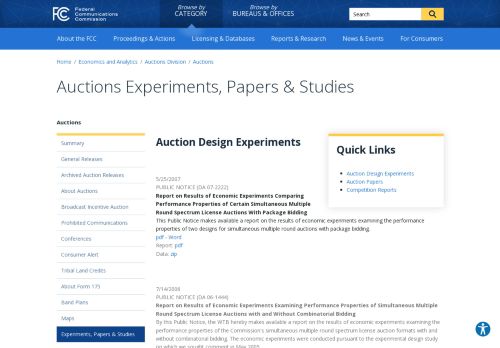 FCC
Federal
Communications
Commission
Browse by
CATEGORY
Browse by
BUREAUS & OFFICES
Search
About the FCC
Proceedings & Actions
Licensing & Databases
Reports & Research
News & Events
For Consumers
Home / Economics and Analytics / Auctions Division / Auctions
Auctions Experiments, Papers & Studies
Auctions
Summary
General Releases
Archived Auction Releases
About Auctions
Broadcast Incentive Auction
Prohibited Communications
Conferences
Consumer Alert
Tribal Land Credits
About Form 175
Band Plans
Maps
Experiments, Papers & Studies
Auction Design Experiments
5/25/2007
PUBLIC NOTICE (DA 07-2222)
Report on Results of Economic Experiments Comparing
Performance Properties of Certain Simultaneous Multiple
Round Spectrum License Auctions With Package Bidding
This Public Notice makes available a report on the results of economic experiments examining the performance
properties of two designs for simultaneous multiple round auctions with package bidding.
pdf - Word
Report: pdf
Data: zip
7/14/2006
PUBLIC NOTICE (DA 06-1444)
Report on Results of Economic Experiments Examining Performance Properties of Simultaneous Multiple
Round Spectrum License Auctions with and Without Combinatorial Bidding
By this Public Notice, the WTB hereby makes available a report on the results of economic experiments examining the
performance properties of the Commission's simultaneous multiple round spectrum license auction formats with and
without combinatorial bidding. The economic experiments were conducted pursuant to the experimental design study
on which we sought comment in May 2005.
Quick Links
Auction Design Experiments
Auction Papers
Competition Reports